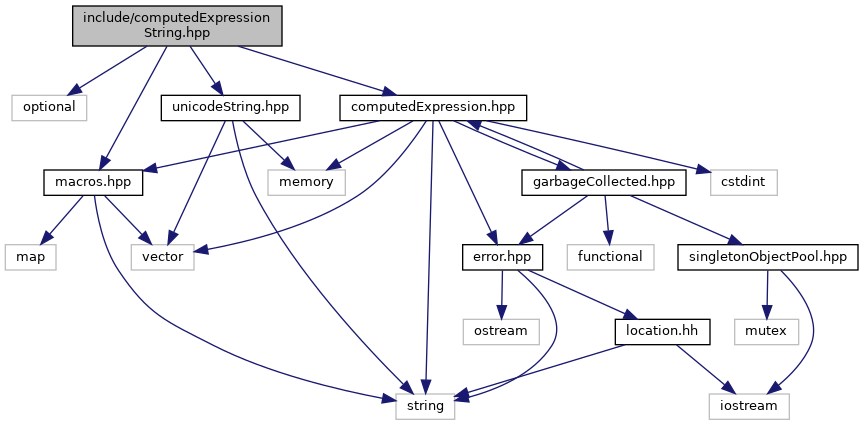 include/computedExpression
String.hpp
optional
unicodeString.hpp
computedExpression.hpp
macros.hpp
memory
garbageCollected.hpp
cstdint
map
vector
error.hpp
functional
singletonObjectPool.hpp
ostream
location.hh
mutex
string
iostream